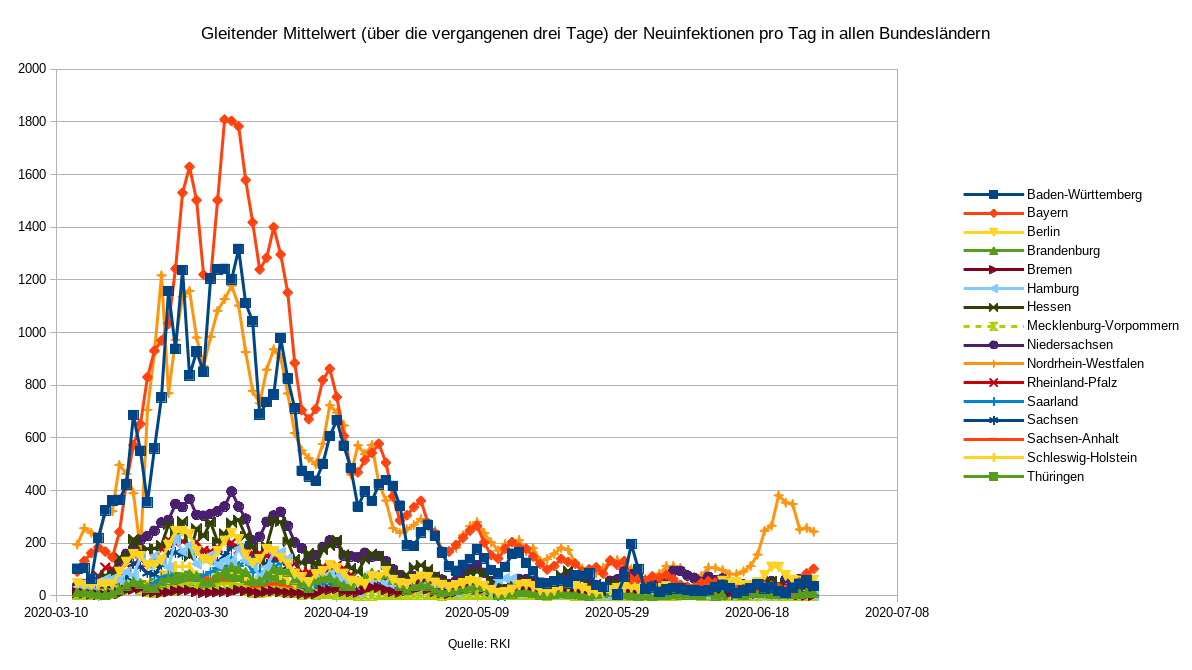 Gleitender Mittelwert (über die vergangenen drei Tage) der Neuinfektionen pro Tag in allen Bundesländern
2000
1800
1600
1400
1200
1000
800
600
400
200
0
2020-03-10 2020-03-30 2020-04-19 2020-05-09 2020-05-29 2020-06-18 2020-07-08
Quelle: RKI
Baden-Württemberg
Bayern
Berlin
Brandenburg
Bremen
Hamburg
Hessen
Mecklenburg-Vorpommern
Niedersachsen
Nordrhein-Westfalen
Rheinland-Pfalz
Saarland
Sachsen
Sachsen-Anhalt
Schleswig-Holstein
Thüringen